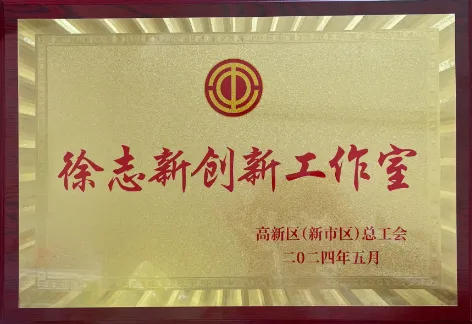 徐志新创新工作室
高新区(新市区)总工会
二0二四年五月